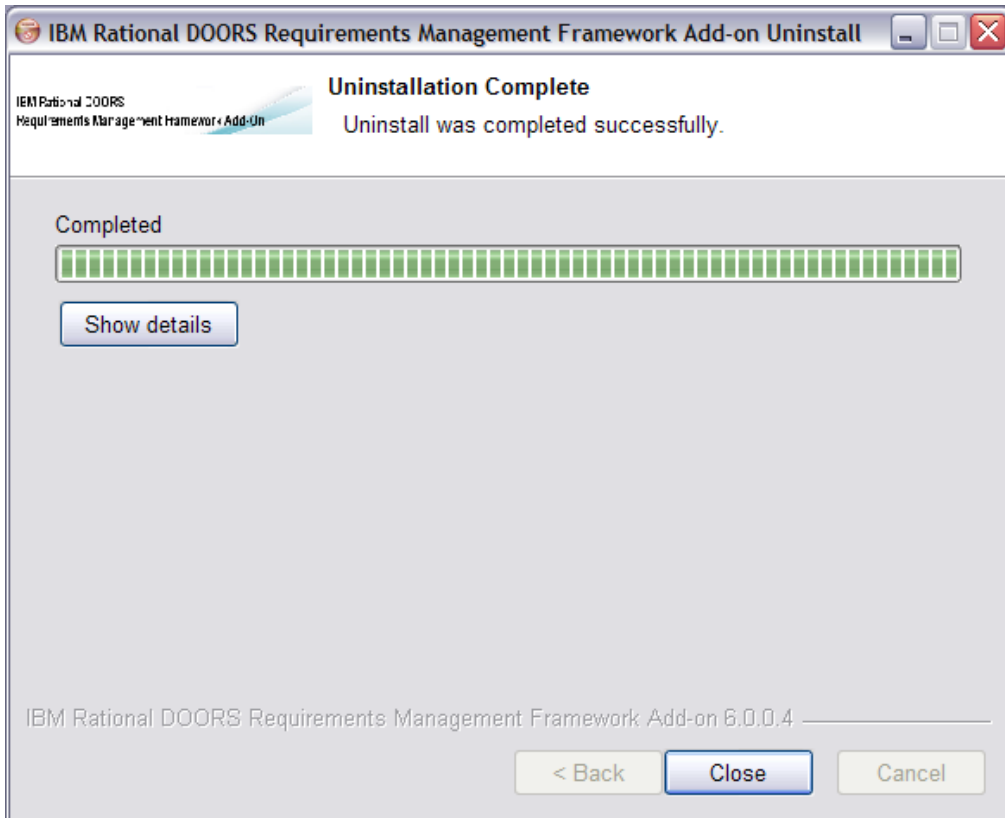 IBM Rational DOORS Requirements Management Framework Add-on Uninstall
IBM Rational DOORS
Requirements Management Framework Add-On
Uninstallation Complete
Uninstall was completed successfully.
Completed
Show details
IBM Rational DOORS Requirements Management Framework Add-on 6.0.0.4
< Back
Close
Cancel